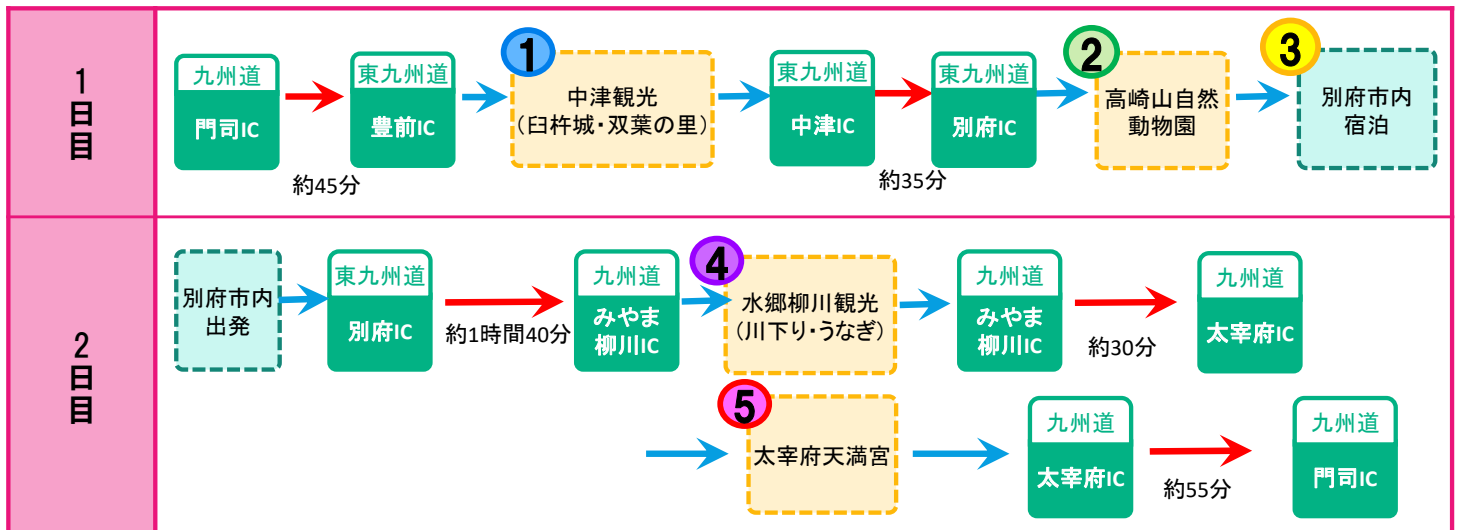 1日目
九州道
門司IC
約45分
東九州道
豊前IC
1
中津観光
(臼杵城・双葉の里)
東九州道
中津IC
約35分
東九州道
別府IC
2
高崎山自然
動物園
3
別府市内
宿泊
2日目
別府市内
出発
東九州道
別府IC
約1時間40分
九州道
みやま
柳川IC
4
水郷柳川観光
(川下り・うなぎ)
九州道
みやま
柳川IC
約30分
九州道
太宰府IC
5
太宰府天満宮
九州道
太宰府IC
約55分
九州道
門司IC